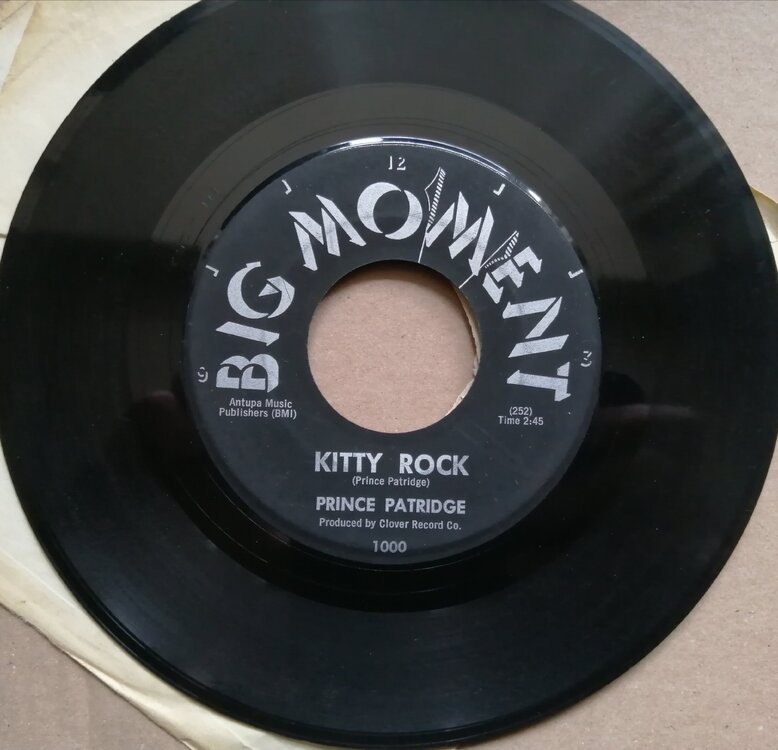 12
BIG MOMENT
9
3
Antupa Music
Publishers (BMI)
(252)
Time 2:45
KITTY ROCK
(Prince Patridge)
PRINCE PATRIDGE
Produced by Clover Record Co.
1000